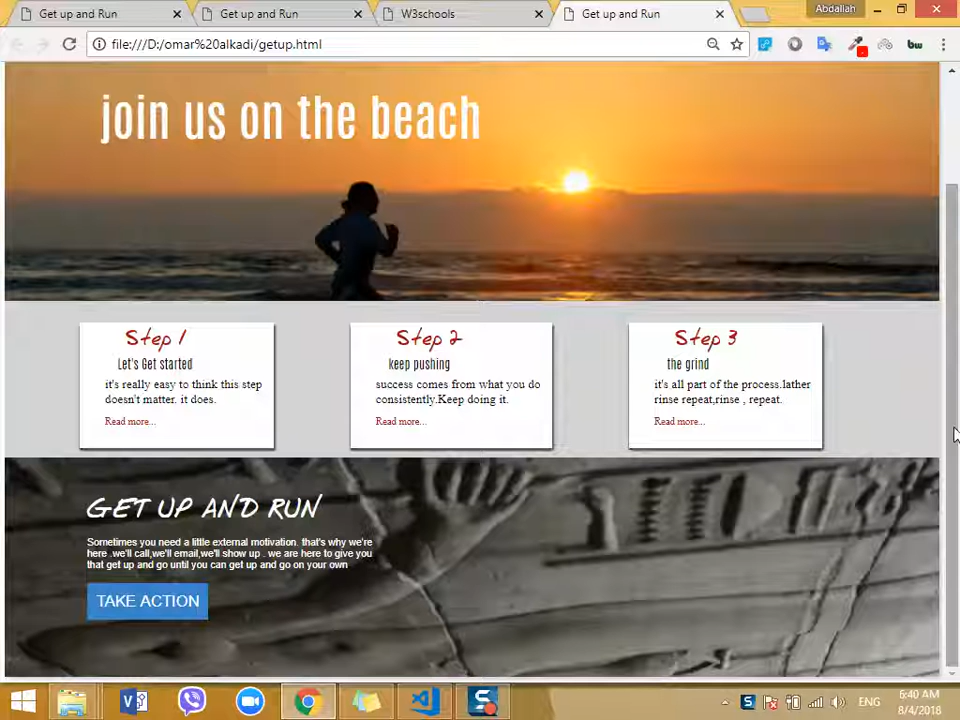 Get up and Run
Get up and Run
W3schools
Get up and Run
Abdallah
file:///D:/omar%20alkadi/getup.html
bw
join us on the beach
Step 1
Let's Get started
it's really easy to think this step
doesn't matter. it does.
Read more...
Step 2
keep pushing
success comes from what you do
consistently.Keep doing it.
Read more...
Step 3
the grind
it's all part of the process.lather
rinse repeat,rinse , repeat.
Read more...
GET UP AND RUN
Sometimes you need a little external motivation. that's why we're
here .we'll call,we'll email,we'll show up . we are here to give you
that get up and go until you can get up and go on your own
TAKE ACTION
ENG
6:40 AM
8/4/2018